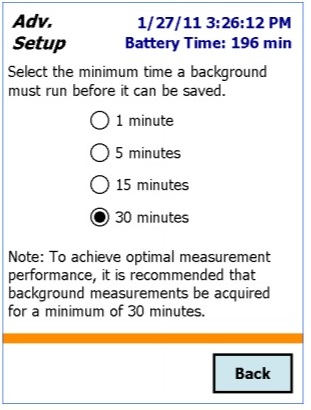 Adv. 1/27/11 3:26:12 PM
Setup Battery Time: 196 min
Select the minimum time a background
must run before it can be saved.
1 minute
5 minutes
15 minutes
30 minutes
Note: To achieve optimal measurement
performance, it is recommended that
background measurements be acquired
for a minimum of 30 minutes.
Back